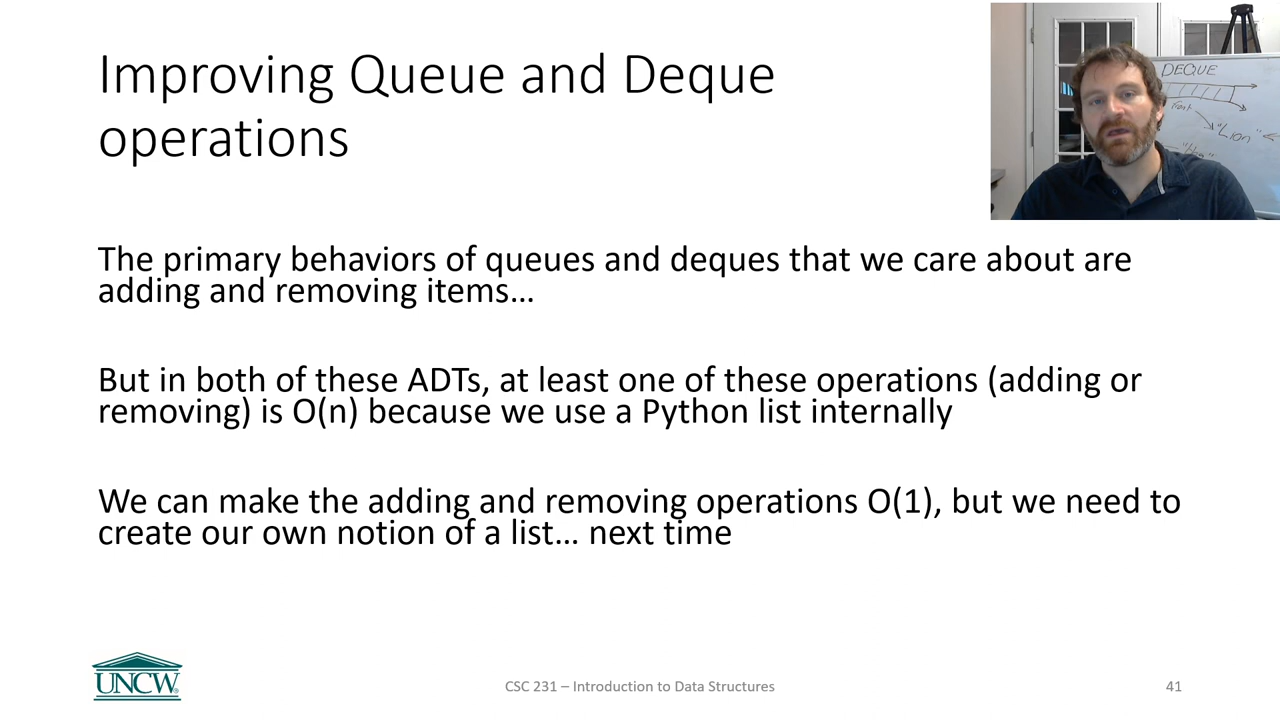 Improving Queue and Deque
operations
DEQUE
Front
"Lion"
The primary behaviors of queues and deques that we care about are
adding and removing items…
But in both of these ADTs, at least one of these operations (adding or
removing) is O(n) because we use a Python list internally
We can make the adding and removing operations O(1), but we need to
create our own notion of a list… next time
UNCW
CSC 231 – Introduction to Data Structures
41